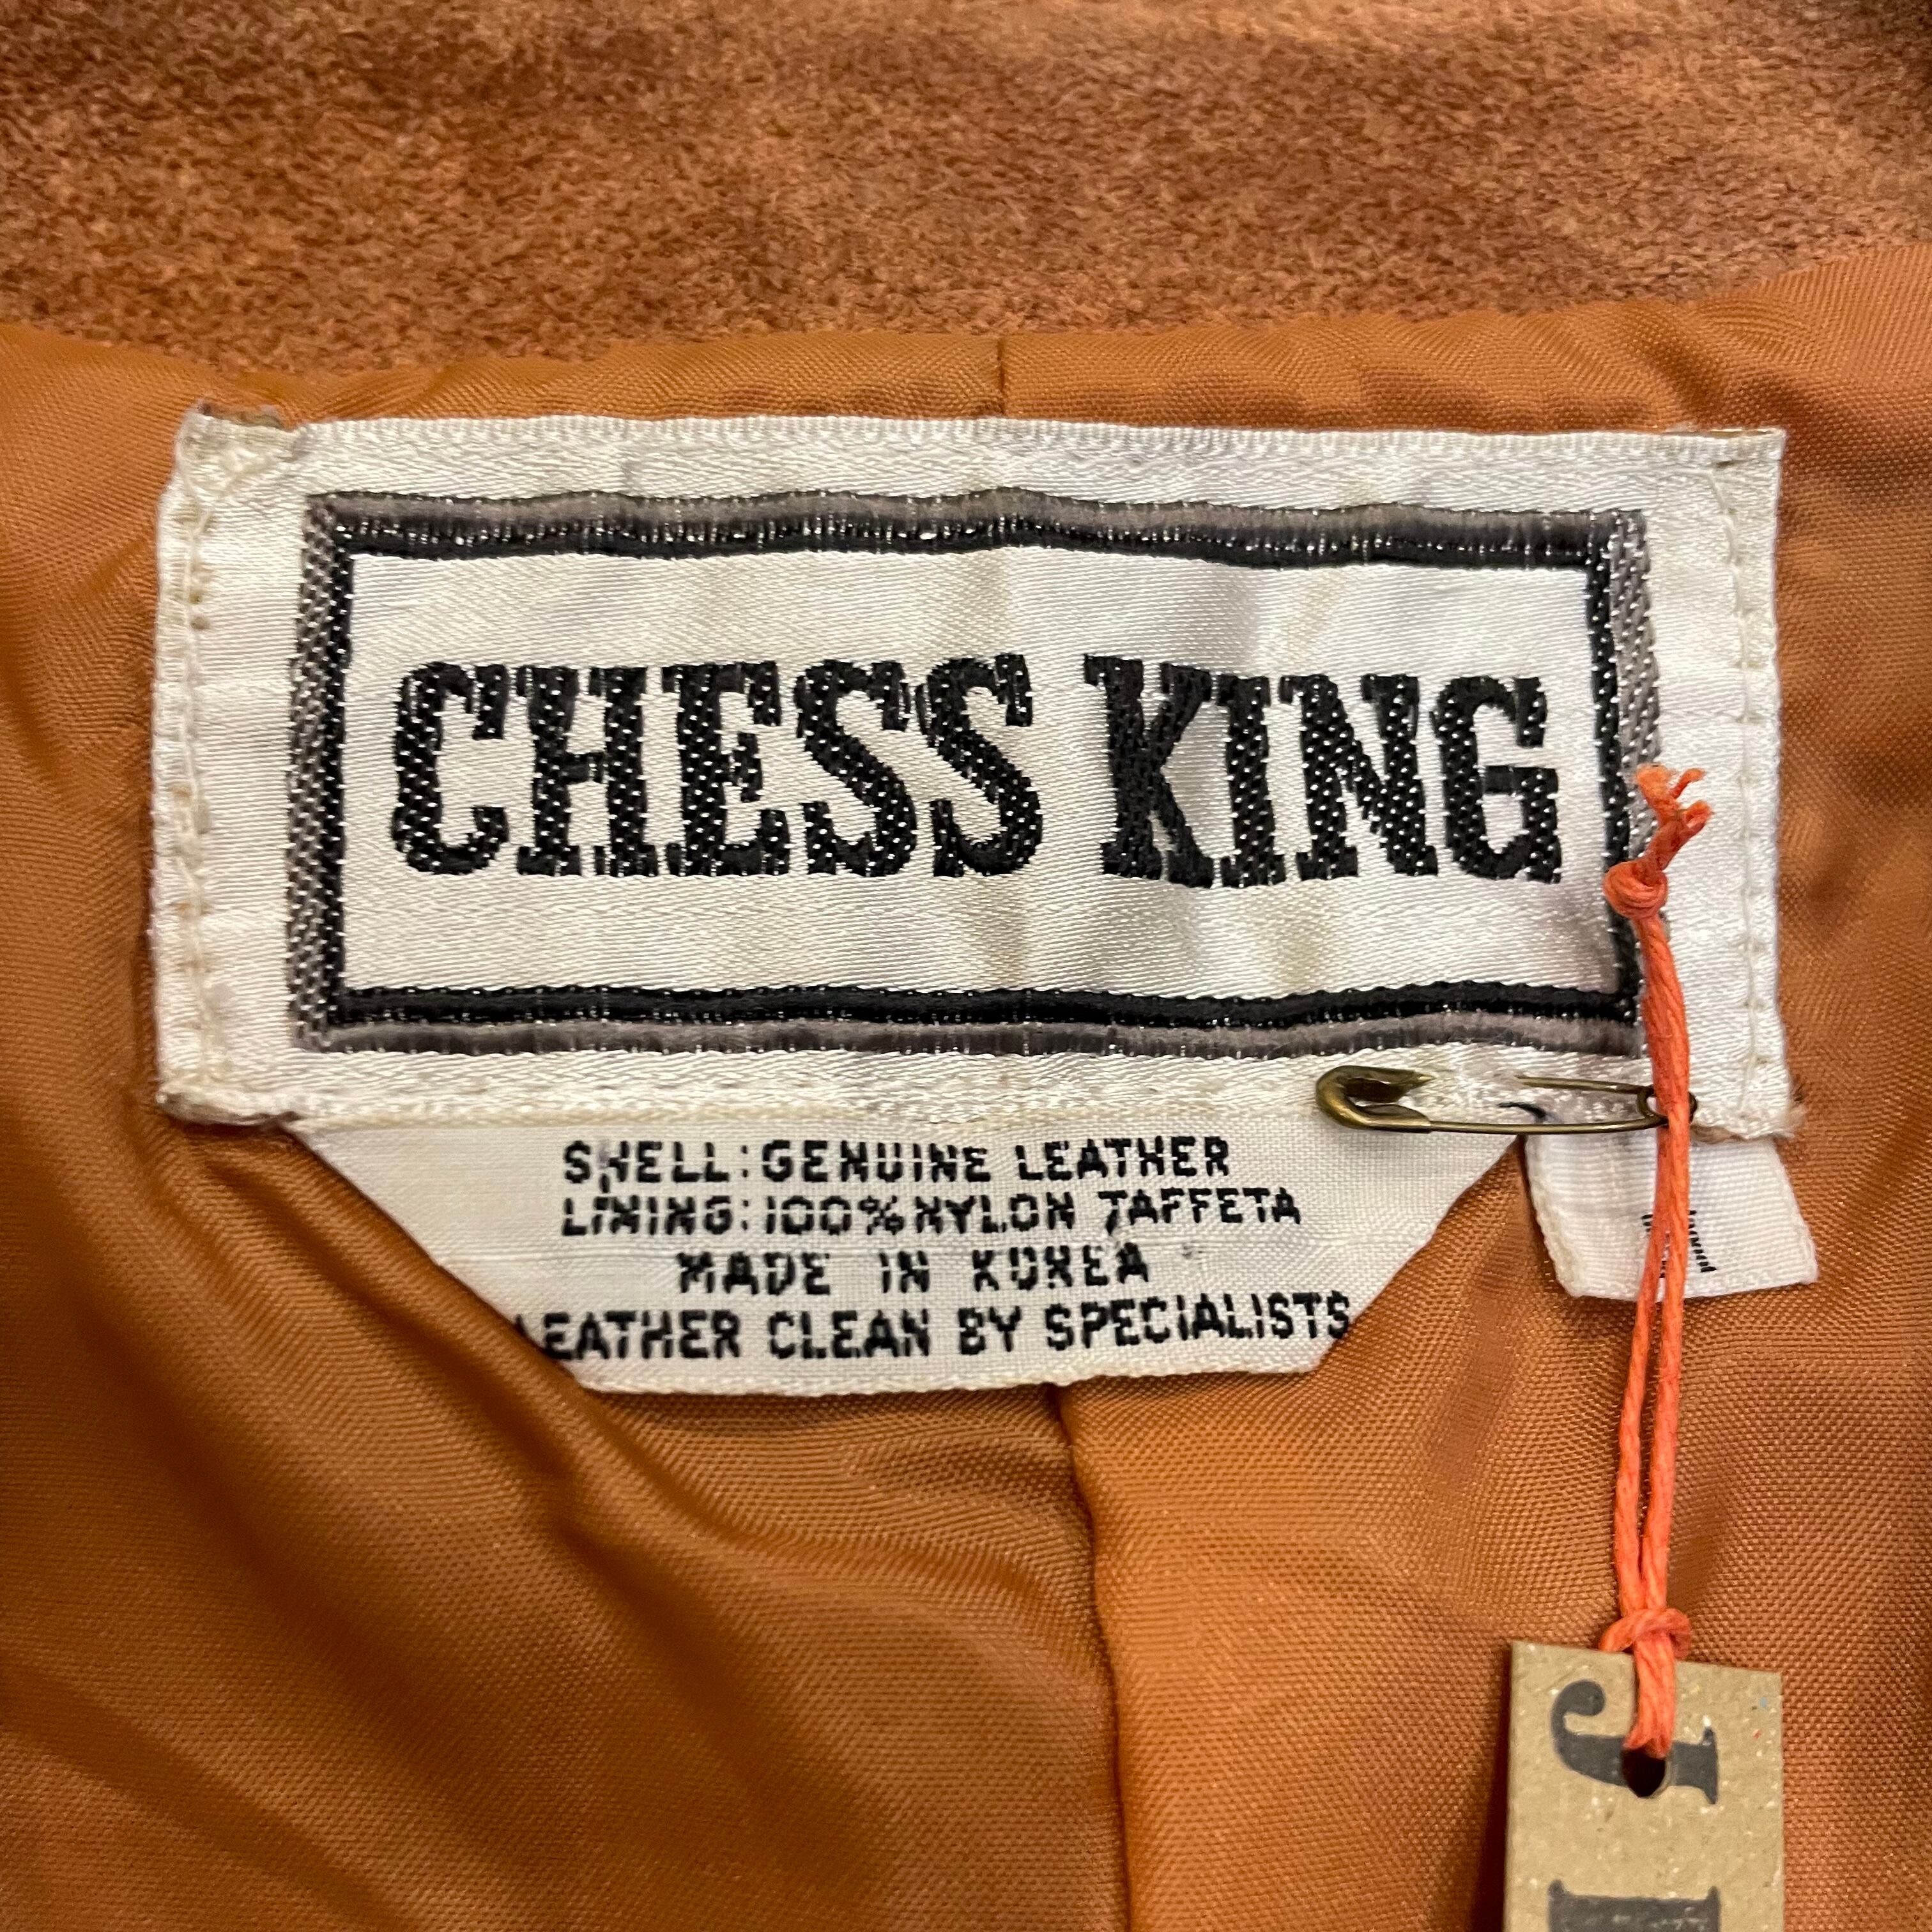 CHESS KING
SHELL: GENUINE LEATHER
LINING: 100% NYLON TAFFETA
MADE IN KOREA
LEATHER CLEAN BY SPECIALISTS
J